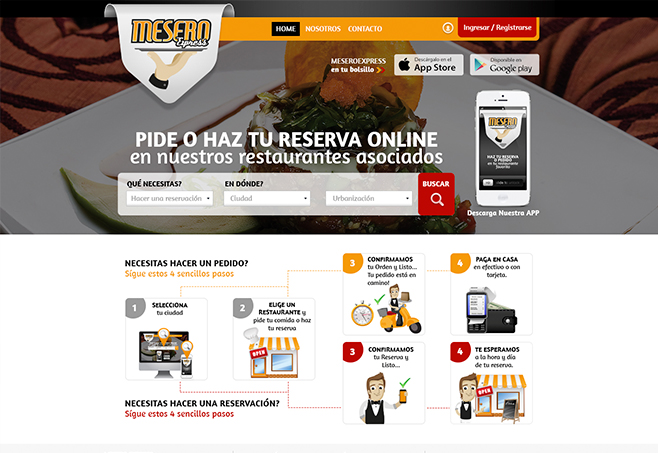 MESERO
Express
HOME NOSOTROS CONTACTO
Ingresar / Registrarse
MESEROEXPRESS
en tu bolsillo
Descárgalo en el
App Store
Disponible en
Google play
PIDE O HAZ TU RESERVA ONLINE
en nuestros restaurantes asociados
¿QUÉ NECESITAS?
Hacer una reservación
EN DÓNDE?
Ciudad
Urbanización
BUSCAR
MESERO
HAZ TU RESERVA
O PEDIDO
Descarga Nuestra APP
NECESITAS HACER UN PEDIDO?
Sigue estos 4 sencillos pasos
1 SELECCIONA
tu ciudad
2 ELIGE UN
RESTAURANTE y
pide tu comida o haz
tu reserva
OPEN
3 CONFIRMAMOS
tu Orden y Listo...
Tu pedido está en
camino!
4 PAGA EN CASA
en efectivo o con
tarjeta.
3 CONFIRMAMOS
tu Reserva y
Listo...
4 TE ESPERAMOS
a la hora y día
de tu reserva.
OPEN
NECESITAS HACER UNA RESERVACIÓN?
Sigue estos 4 sencillos pasos